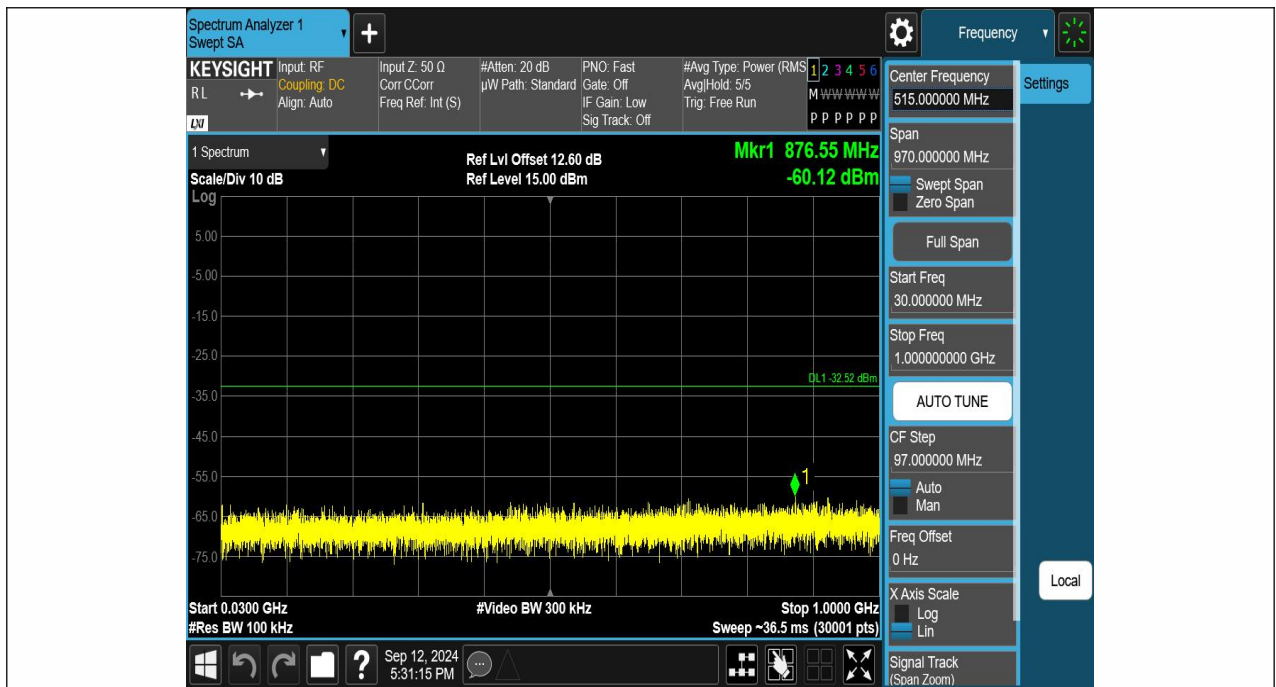 Spectrum Analyzer 1
Swept SA
+
Frequency
KEYSIGHT
RL
LXI
Input: RF
Coupling: DC
Align: Auto
Input Z: 50 Ω
Corr CCorr
Freq Ref: Int (S)
#Atten: 20 dB
µW Path: Standard
PNO: Fast
Gate: Off
IF Gain: Low
Sig Track: Off
#Avg Type: Power (RMS
Avg|Hold: 5/5
Trig: Free Run
1 2 3 4 5 6
M W W W W W
P P P P P P
1 Spectrum
Scale/Div 10 dB
Ref Lvl Offset 12.60 dB
Ref Level 15.00 dBm
Mkr1 876.55 MHz
-60.12 dBm
Log
5.00
-5.00
-15.0
-25.0
DL1 -32.52 dBm
-35.0
-45.0
-55.0
1
-65.0
-75.0
Start 0.0300 GHz
#Video BW 300 kHz
Stop 1.0000 GHz
#Res BW 100 kHz
Sweep ~36.5 ms (30001 pts)
Center Frequency
515.000000 MHz
Settings
Span
970.000000 MHz
Swept Span
Zero Span
Full Span
Start Freq
30.000000 MHz
Stop Freq
1.000000000 GHz
AUTO TUNE
CF Step
97.000000 MHz
Auto
Man
Freq Offset
0 Hz
Local
X Axis Scale
Log
Lin
Signal Track
(Span Zoom)
?
Sep 12, 2024
5:31:15 PM